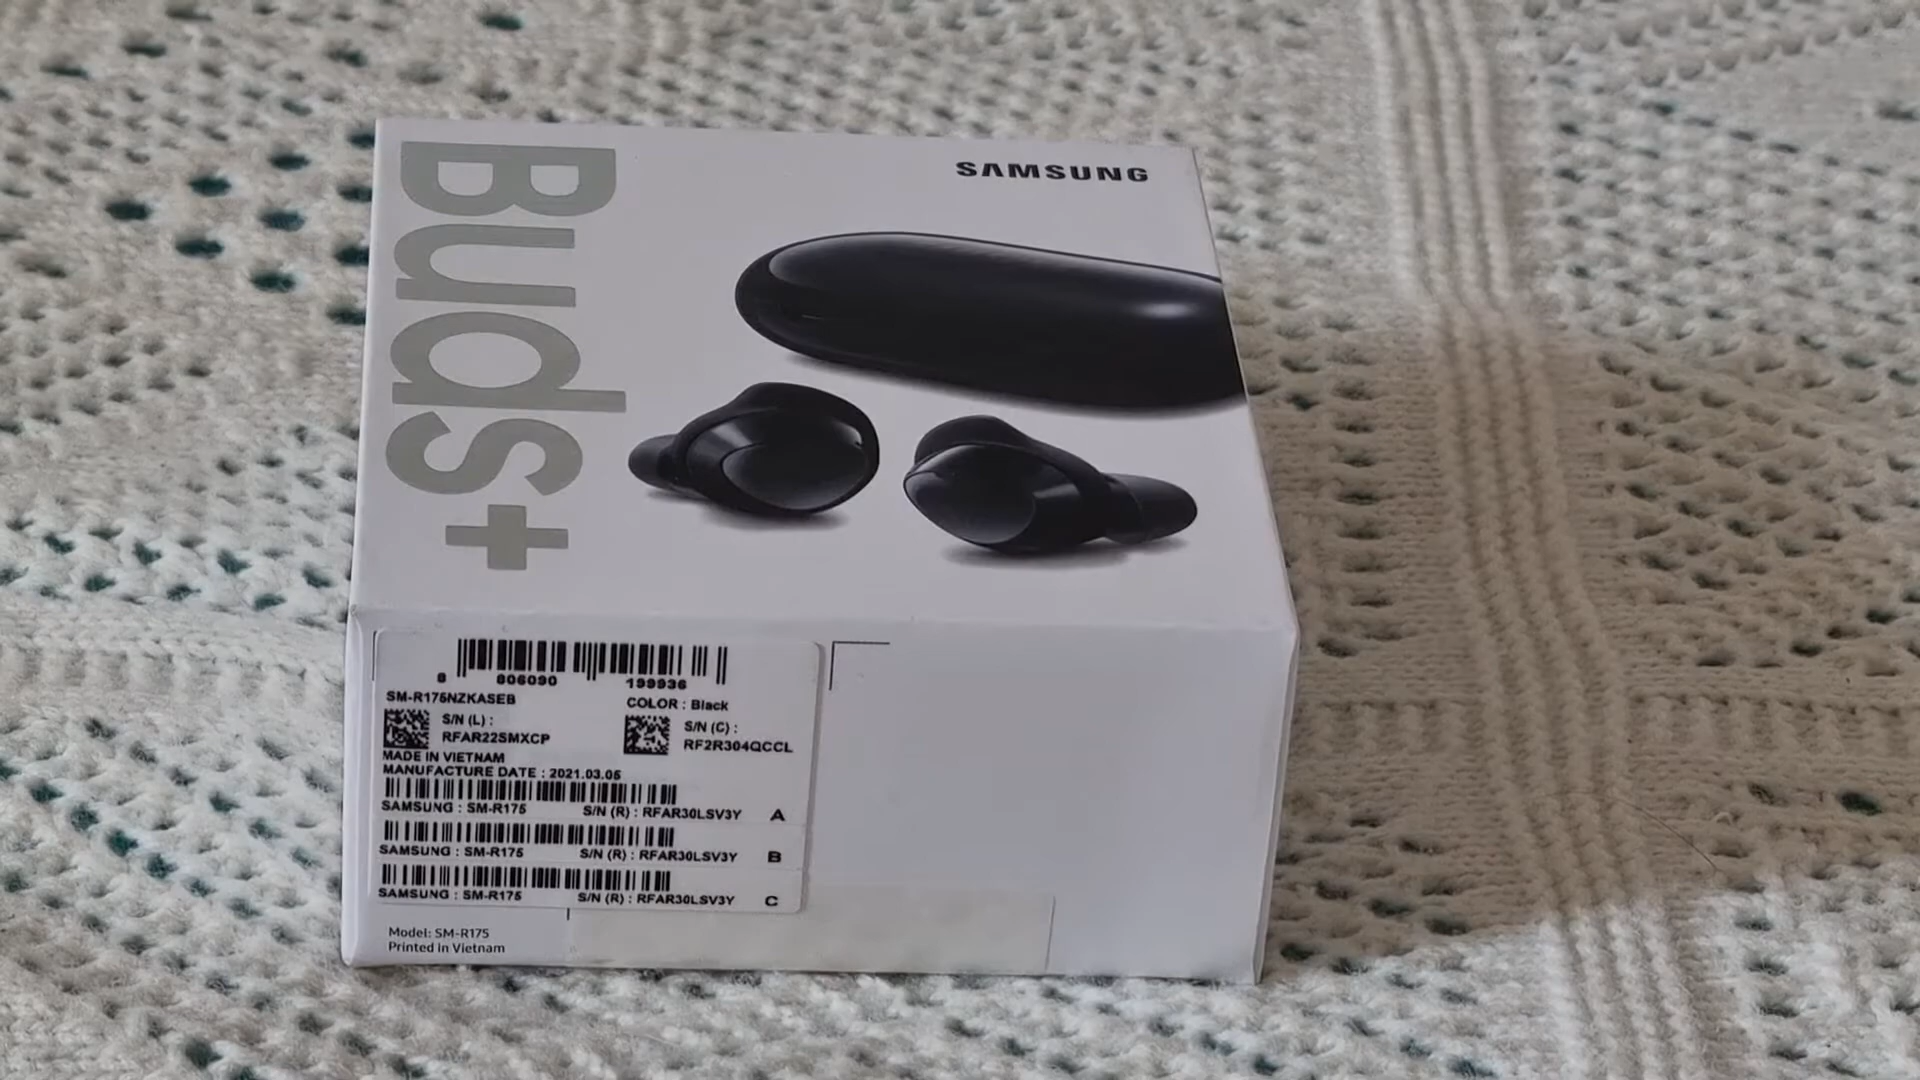 Buds+
SAMSUNG
8 806090 199936
SM-R175NZKASEB COLOR : Black
S/N (L) : S/N (C) :
RFAR22SMXCP RF2R304QCCL
MADE IN VIETNAM
MANUFACTURE DATE : 2021.03.05
SAMSUNG : SM-R175 S/N (R) : RFAR30LSV3Y A
SAMSUNG : SM-R175 S/N (R) : RFAR30LSV3Y B
SAMSUNG : SM-R175 S/N (R) : RFAR30LSV3Y C
Model: SM-R175
Printed in Vietnam